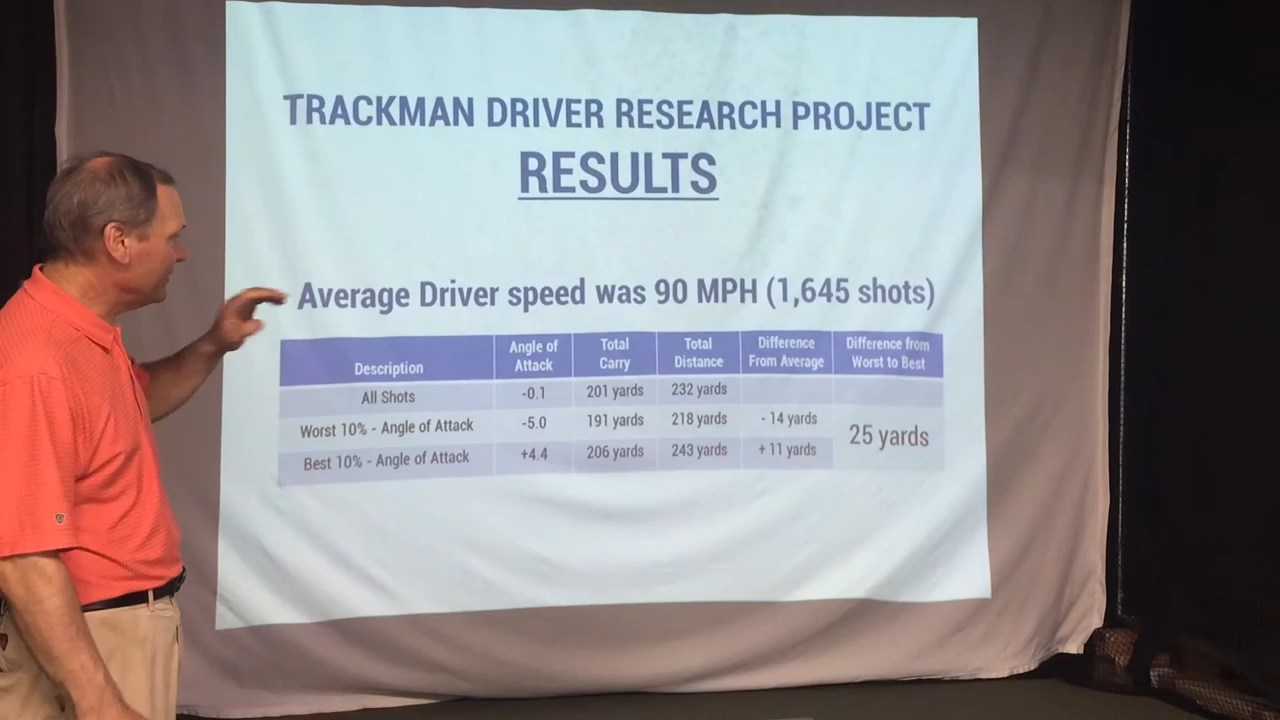 TRACKMAN DRIVER RESEARCH PROJECT
RESULTS
Average Driver speed was 90 MPH (1,645 shots)
Description Angle of Attack Total Carry Total Distance Difference From Average Difference from Worst to Best
All Shots -0.1 201 yards 232 yards
Worst 10% - Angle of Attack -5.0 191 yards 218 yards - 14 yards 25 yards
Best 10% - Angle of Attack +4.4 206 yards 243 yards + 11 yards